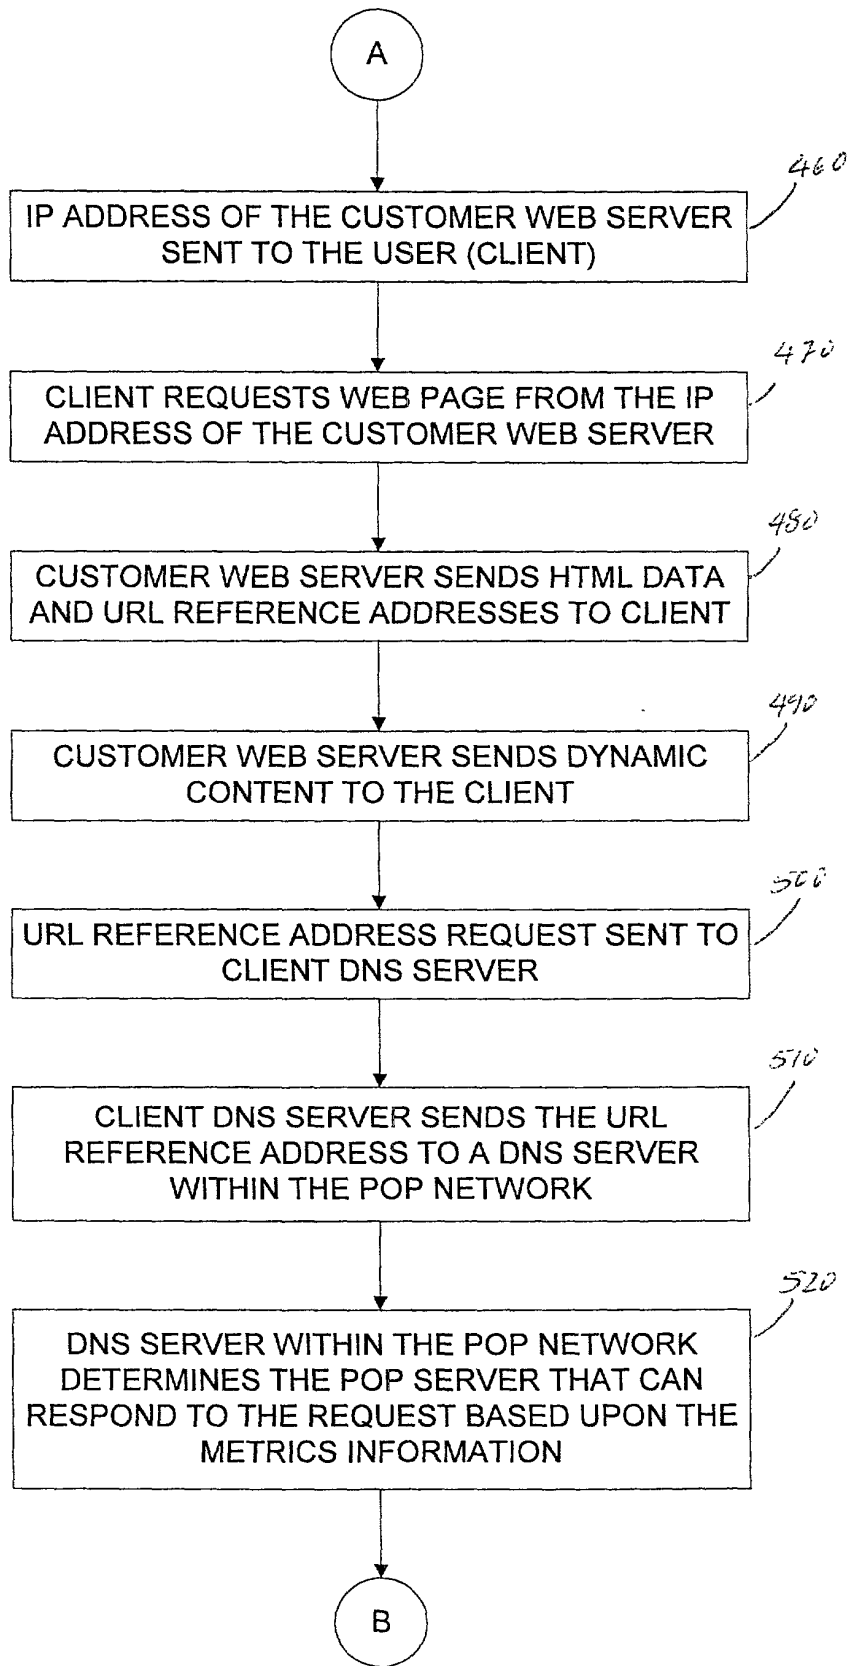 A
460
IP ADDRESS OF THE CUSTOMER WEB SERVER
SENT TO THE USER (CLIENT)
470
CLIENT REQUESTS WEB PAGE FROM THE IP
ADDRESS OF THE CUSTOMER WEB SERVER
480
CUSTOMER WEB SERVER SENDS HTML DATA
AND URL REFERENCE ADDRESSES TO CLIENT
490
CUSTOMER WEB SERVER SENDS DYNAMIC
CONTENT TO THE CLIENT
500
URL REFERENCE ADDRESS REQUEST SENT TO
CLIENT DNS SERVER
510
CLIENT DNS SERVER SENDS THE URL
REFERENCE ADDRESS TO A DNS SERVER
WITHIN THE POP NETWORK
520
DNS SERVER WITHIN THE POP NETWORK
DETERMINES THE POP SERVER THAT CAN
RESPOND TO THE REQUEST BASED UPON THE
METRICS INFORMATION
B